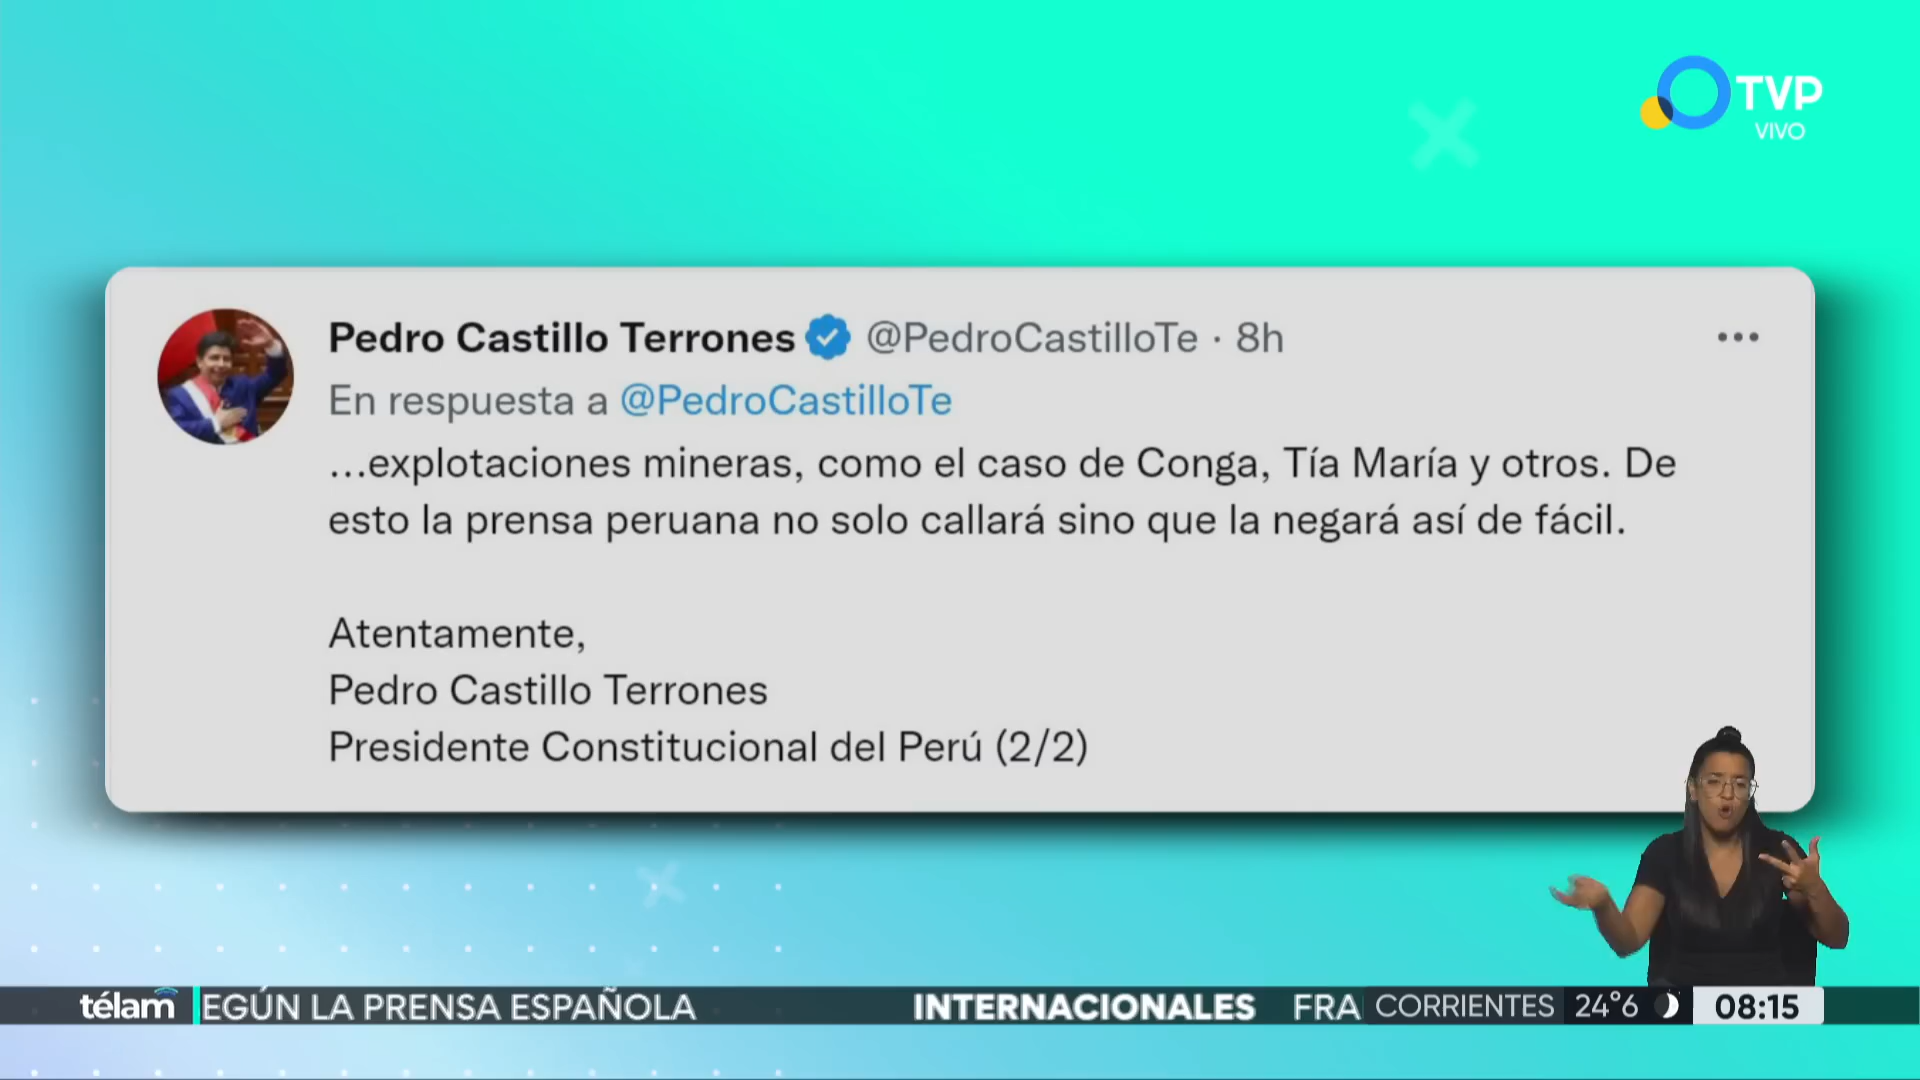 TVP
VIVO
Pedro Castillo Terrones @PedroCastilloTe · 8h
En respuesta a @PedroCastilloTe
...explotaciones mineras, como el caso de Conga, Tía María y otros. De
esto la prensa peruana no solo callará sino que la negará así de fácil.
Atentamente,
Pedro Castillo Terrones
Presidente Constitucional del Perú (2/2)
télam EGÚN LA PRENSA ESPAÑOLA INTERNACIONALES FRA CORRIENTES 24°6 08:15